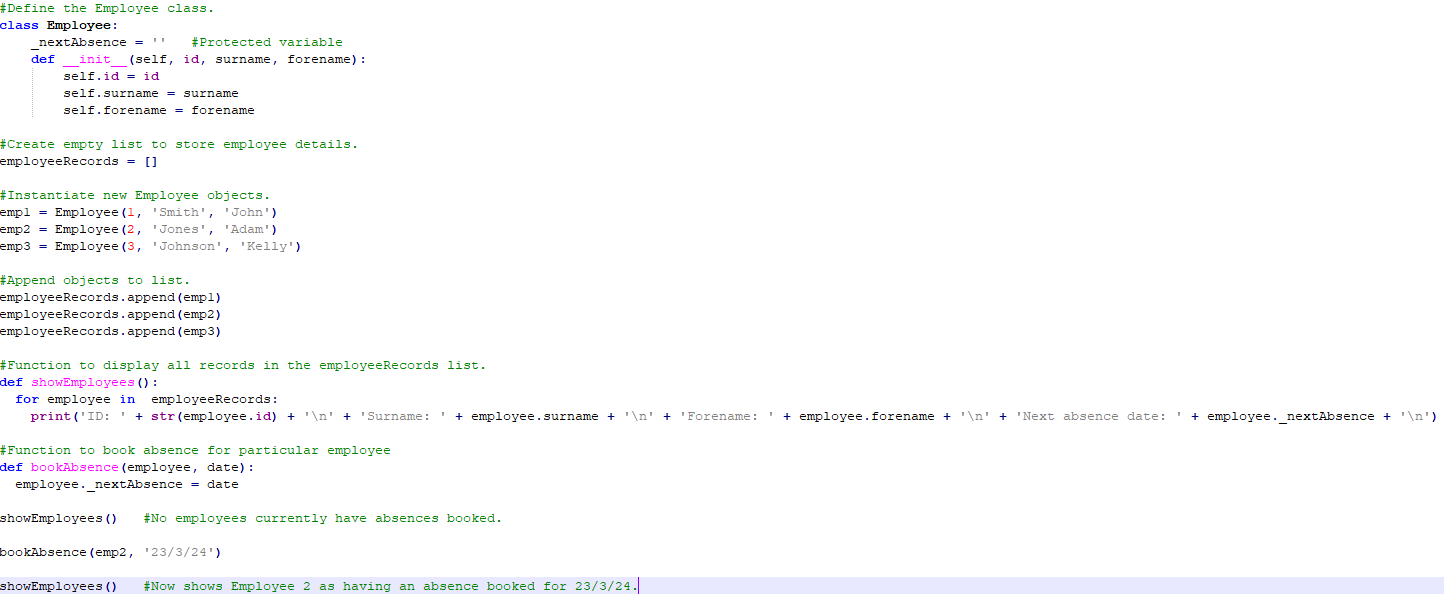 #Define the Employee class.
class Employee:
    _nextAbsence = ''   #Protected variable
    def __init__(self, id, surname, forename):
        self.id = id
        self.surname = surname
        self.forename = forename
#Create empty list to store employee details.
employeeRecords = []
#Instantiate new Employee objects.
emp1 = Employee(1, 'Smith', 'John')
emp2 = Employee(2, 'Jones', 'Adam')
emp3 = Employee(3, 'Johnson', 'Kelly')
#Append objects to list.
employeeRecords.append(emp1)
employeeRecords.append(emp2)
employeeRecords.append(emp3)
#Function to display all records in the employeeRecords list.
def showEmployees():
  for employee in  employeeRecords:
    print('ID: ' + str(employee.id) + '\n' + 'Surname: ' + employee.surname + '\n' + 'Forename: ' + employee.forename + '\n' + 'Next absence date: ' + employee._nextAbsence + '\n')
#Function to book absence for particular employee
def bookAbsence(employee, date):
  employee._nextAbsence = date
showEmployees()   #No employees currently have absences booked.
bookAbsence(emp2, '23/3/24')
showEmployees()   #Now shows Employee 2 as having an absence booked for 23/3/24.